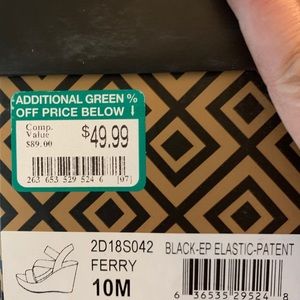 ADDITIONAL GREEN %
OFF PRICE BELOW
Comp.
Value
$89.00
$49.99
263 653 529 524 6 [07]
2D18S042 BLACK-EP ELASTIC-PATENT
FERRY
10M
6 36535 29524 8